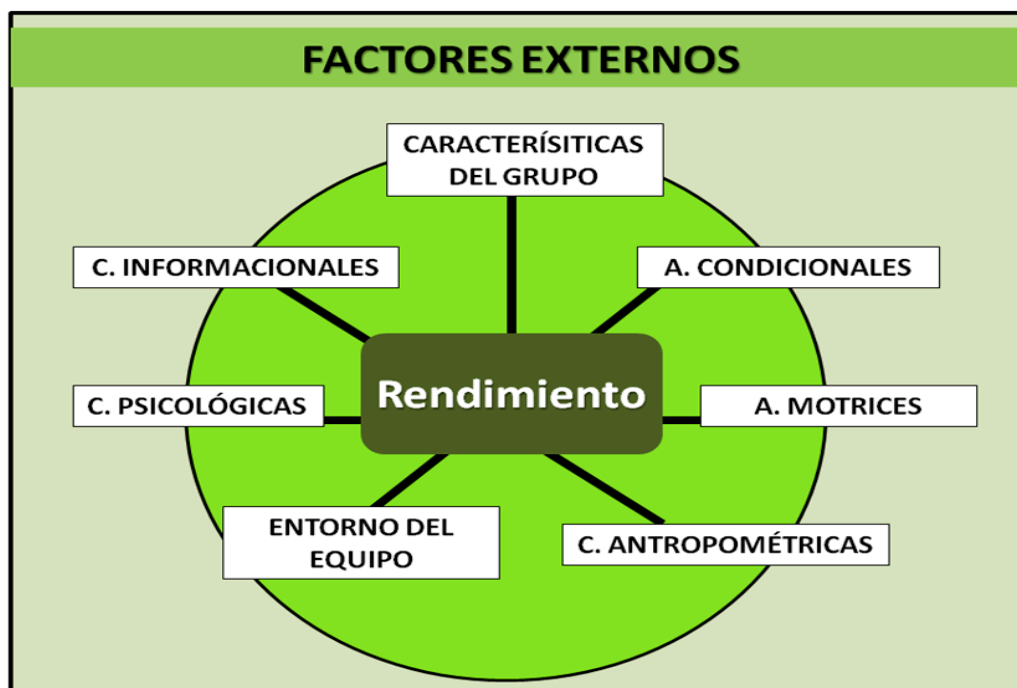 FACTORES EXTERNOS
CARACTERÍSITICAS
DEL GRUPO
C. INFORMACIONALES
A. CONDICIONALES
C. PSICOLÓGICAS
Rendimiento
A. MOTRICES
ENTORNO DEL
EQUIPO
C. ANTROPOMÉTRICAS